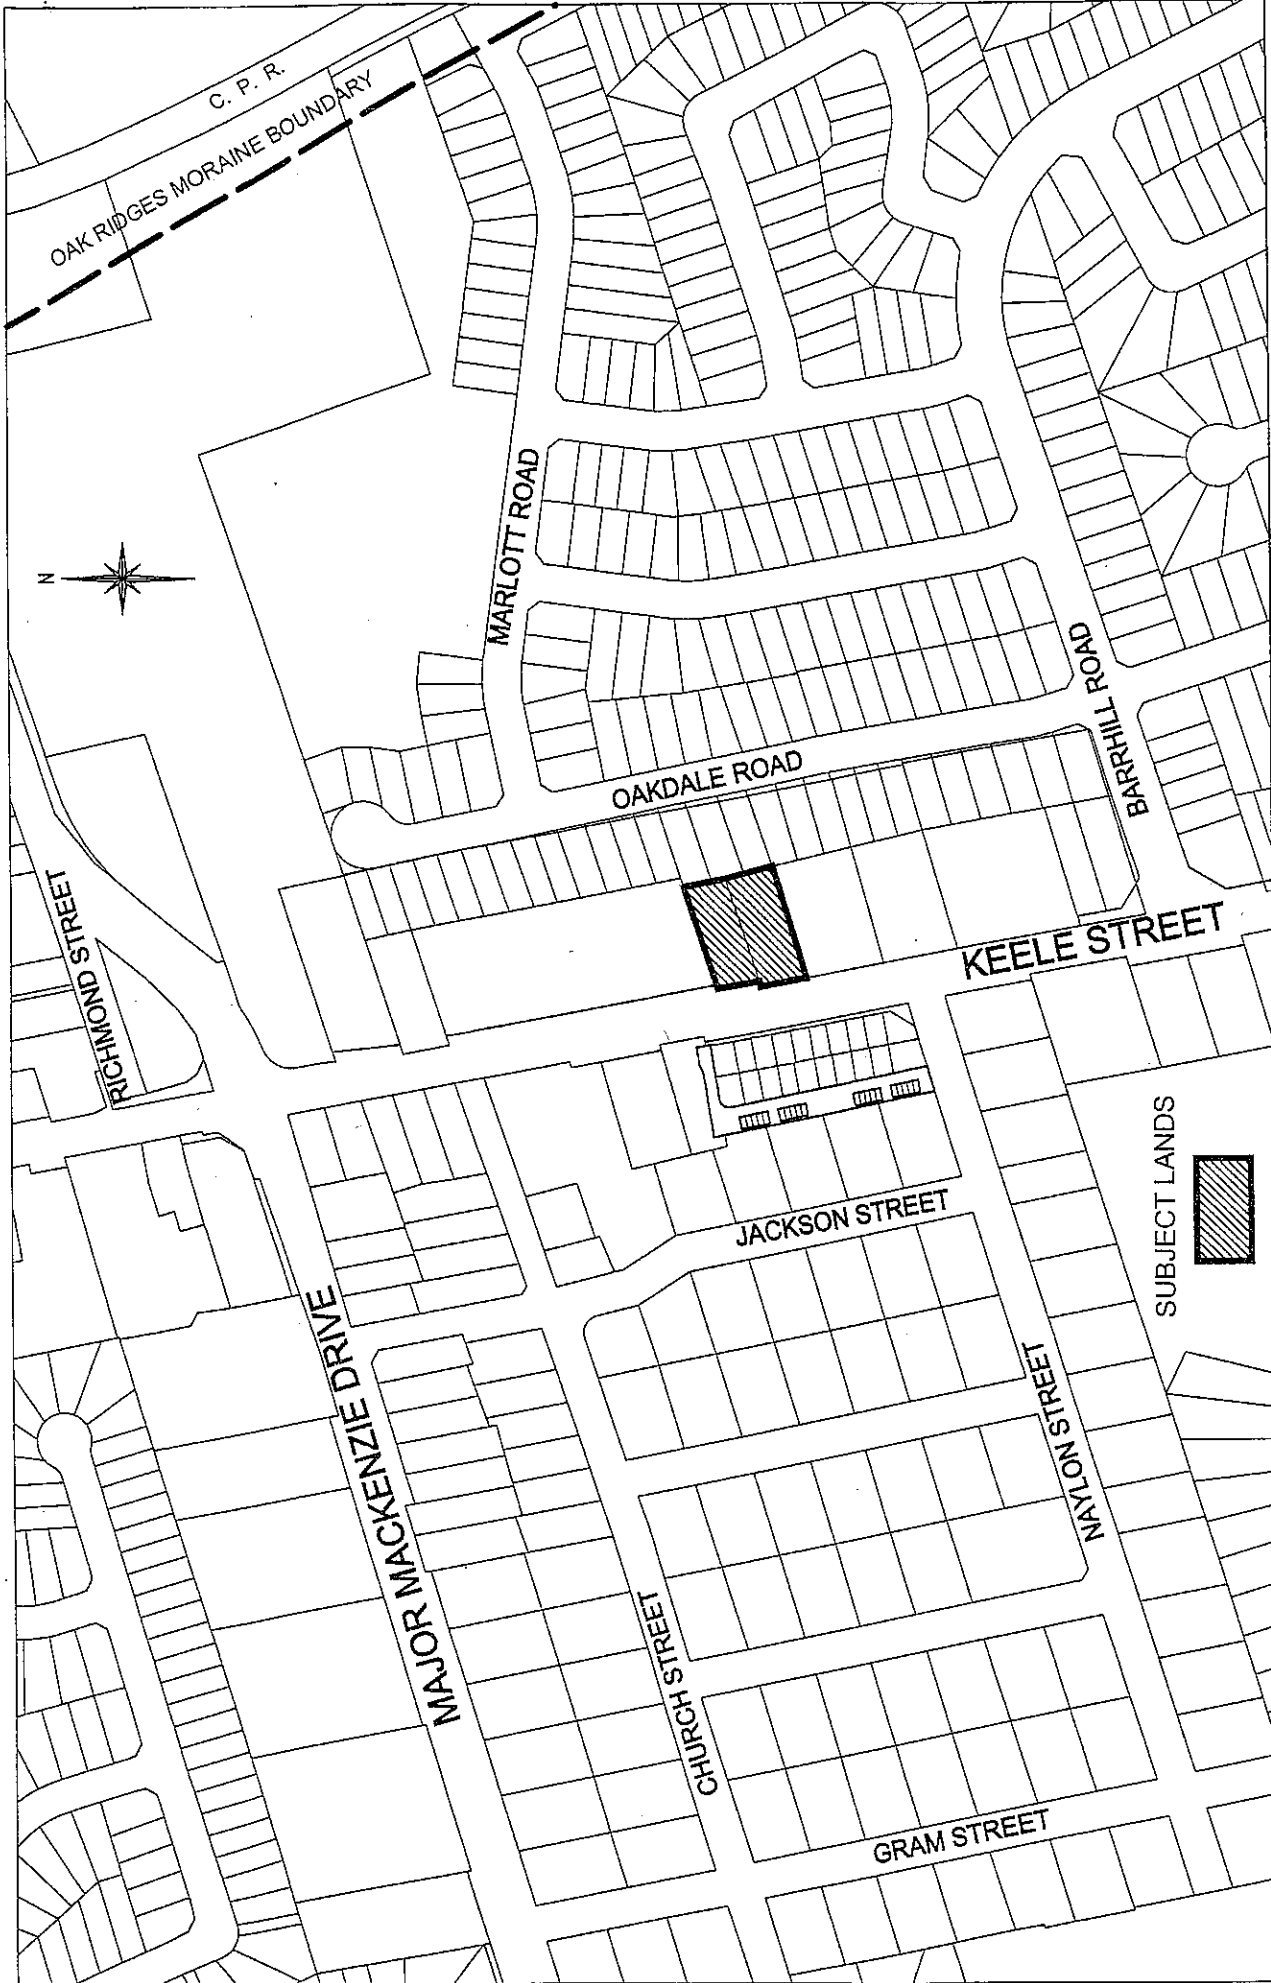 C. P. R.
OAK RIDGES MORAINE BOUNDARY
N
MARLOTT ROAD
OAKDALE ROAD
BARRHILL ROAD
RICHMOND STREET
KEELE STREET
JACKSON STREET
SUBJECT LANDS
MAJOR MACKENZIE DRIVE
NAYLON STREET
CHURCH STREET
GRAM STREET